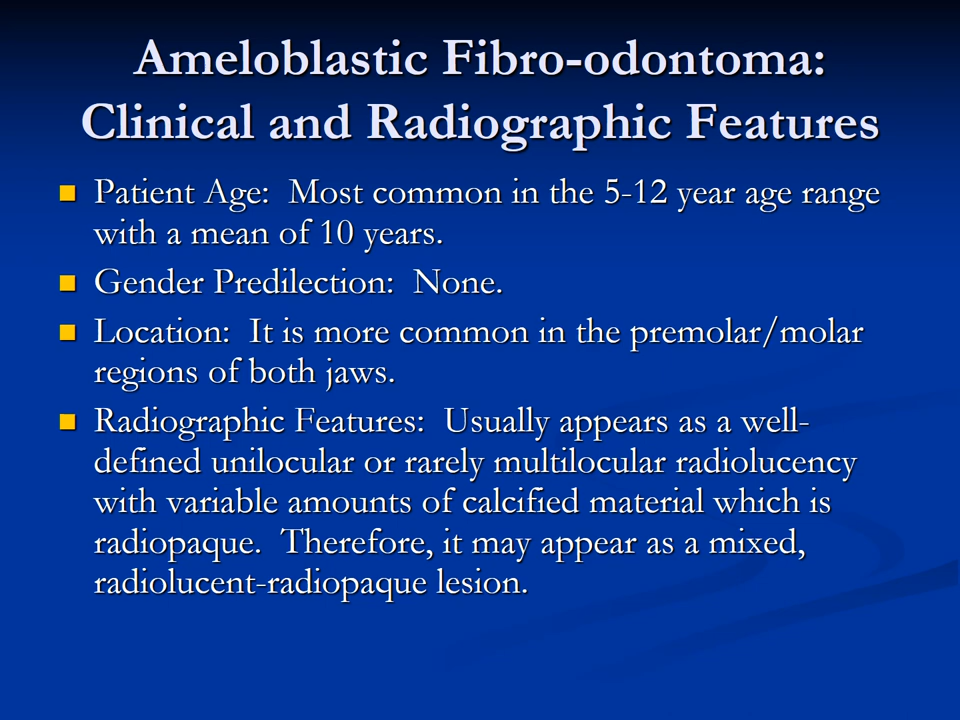 Ameloblastic Fibro-odontoma:
Clinical and Radiographic Features
Patient Age:  Most common in the 5-12 year age range
with a mean of 10 years.
Gender Predilection:  None.
Location:  It is more common in the premolar/molar
regions of both jaws.
Radiographic Features:  Usually appears as a well-
defined unilocular or rarely multilocular radiolucency
with variable amounts of calcified material which is
radiopaque.  Therefore, it may appear as a mixed,
radiolucent-radiopaque lesion.